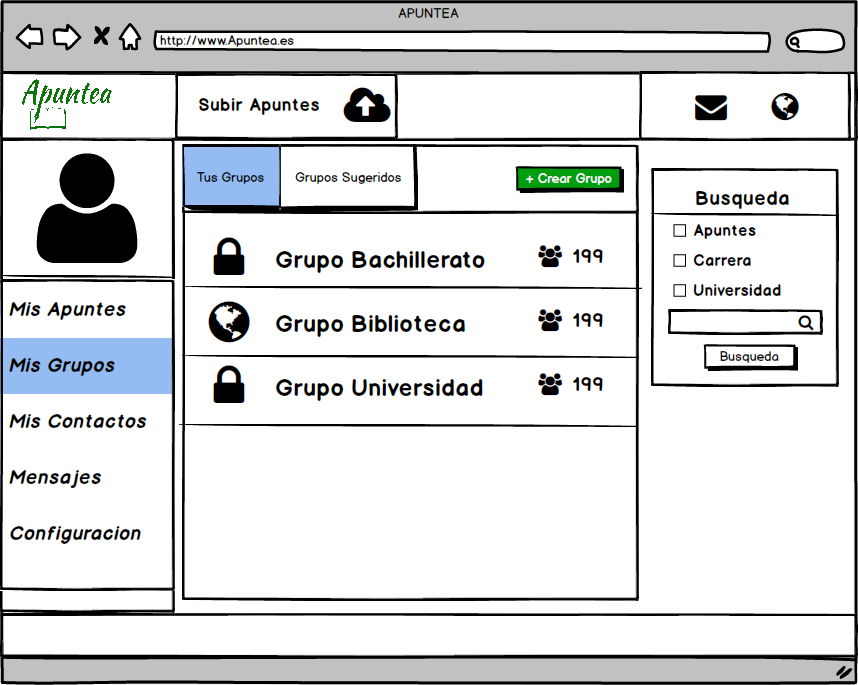 APUNTEA
http://www.Apuntea.es
Apuntea
Subir Apuntes
Tus Grupos
Grupos Sugeridos
+ Crear Grupo
Busqueda
Apuntes
Carrera
Universidad
Busqueda
Grupo Bachillerato
199
Grupo Biblioteca
199
Grupo Universidad
199
Mis Apuntes
Mis Grupos
Mis Contactos
Mensajes
Configuracion